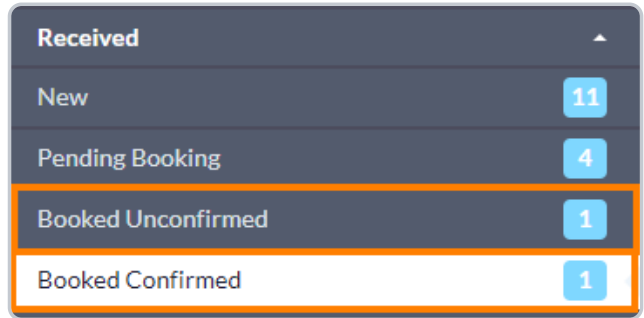 Received
New 11
Pending Booking 4
Booked Unconfirmed 1
Booked Confirmed 1